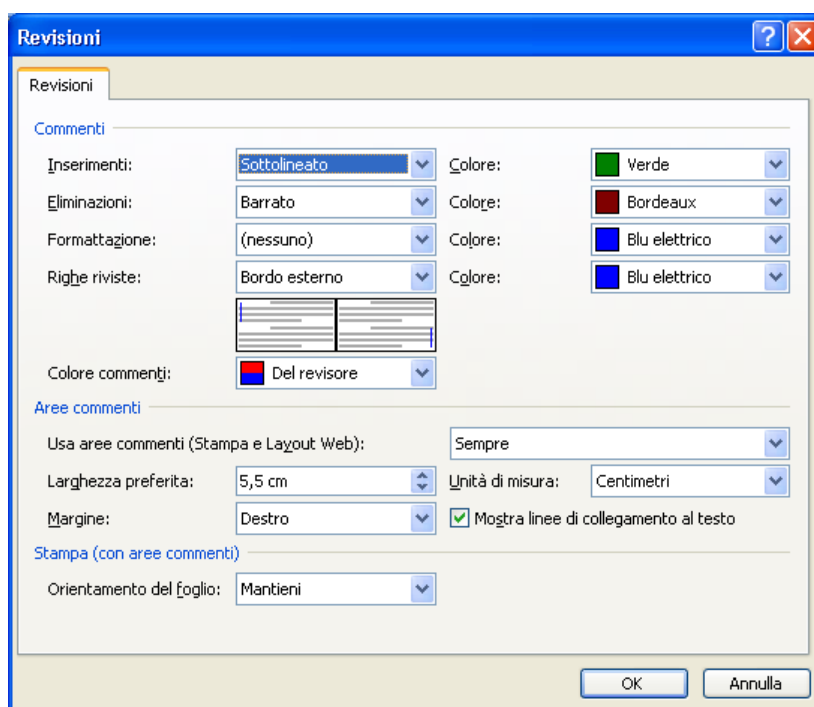 Revisioni
?
Revisioni
Commenti
Inserimenti: Sottolineato Colore: Verde
Eliminazioni: Barrato Colore: Bordeaux
Formattazione: (nessuno) Colore: Blu elettrico
Righe riviste: Bordo esterno Colore: Blu elettrico
Colore commenti: Del revisore
Aree commenti
Usa aree commenti (Stampa e Layout Web): Sempre
Larghezza preferita: 5,5 cm Unità di misura: Centimetri
Margine: Destro Mostra linee di collegamento al testo
Stampa (con aree commenti)
Orientamento del foglio: Mantieni
OK Annulla